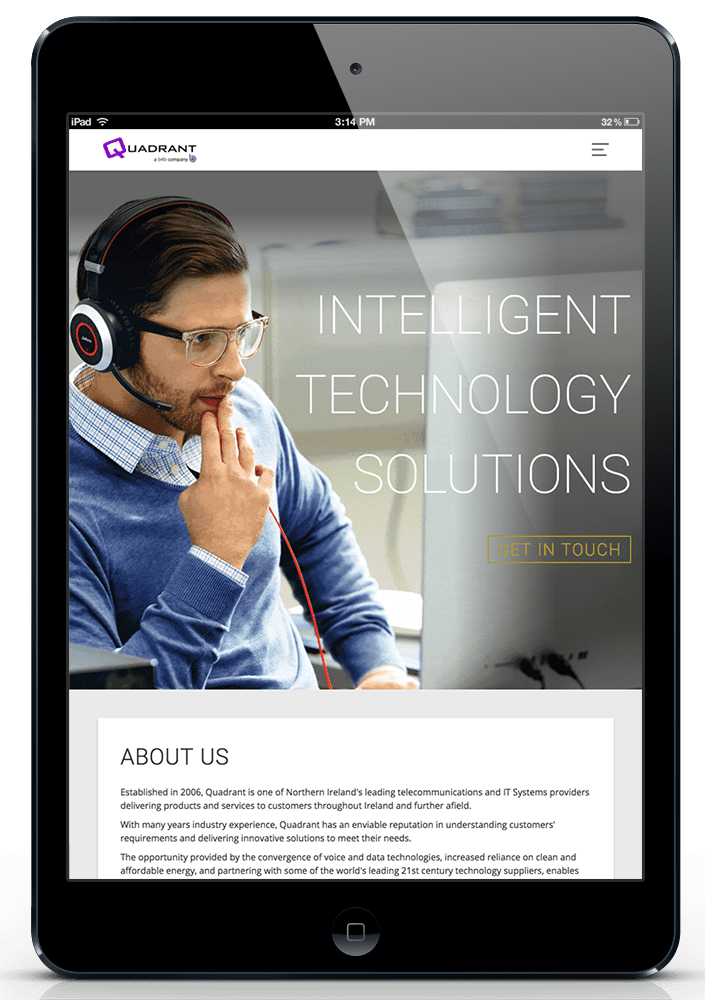 iPad 3:14 PM 32 %
QUADRANT
a b4b company
INTELLIGENT
TECHNOLOGY
SOLUTIONS
GET IN TOUCH
Jabra
ABOUT US
Established in 2006, Quadrant is one of Northern Ireland's leading telecommunications and IT Systems providers
delivering products and services to customers throughout Ireland and further afield.
With many years industry experience, Quadrant has an enviable reputation in understanding customers'
requirements and delivering innovative solutions to meet their needs.
The opportunity provided by the convergence of voice and data technologies, increased reliance on clean and
affordable energy, and partnering with some of the world's leading 21st century technology suppliers, enables